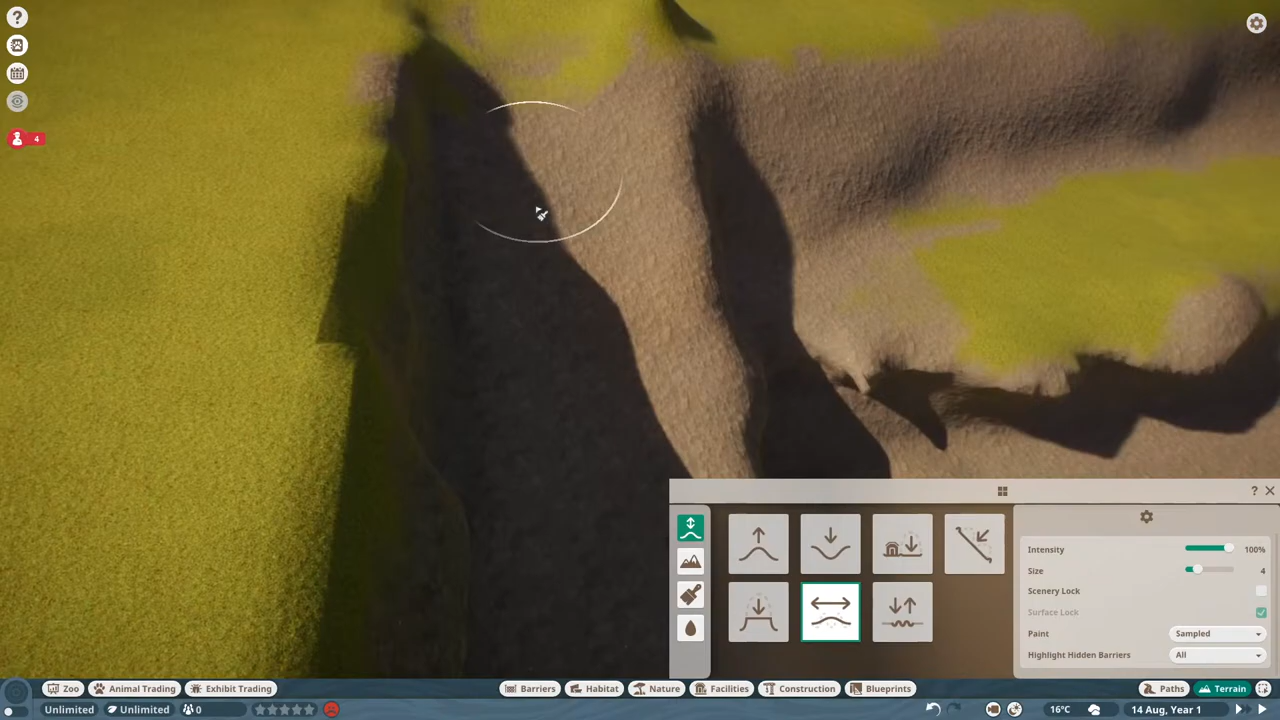 ?
4
?
Intensity 100%
Size 4
Scenery Lock
Surface Lock
Paint Sampled
Highlight Hidden Barriers All
Zoo Animal Trading Exhibit Trading Barriers Habitat Nature Facilities Construction Blueprints Paths Terrain
Unlimited Unlimited 0 16°C 14 Aug, Year 1